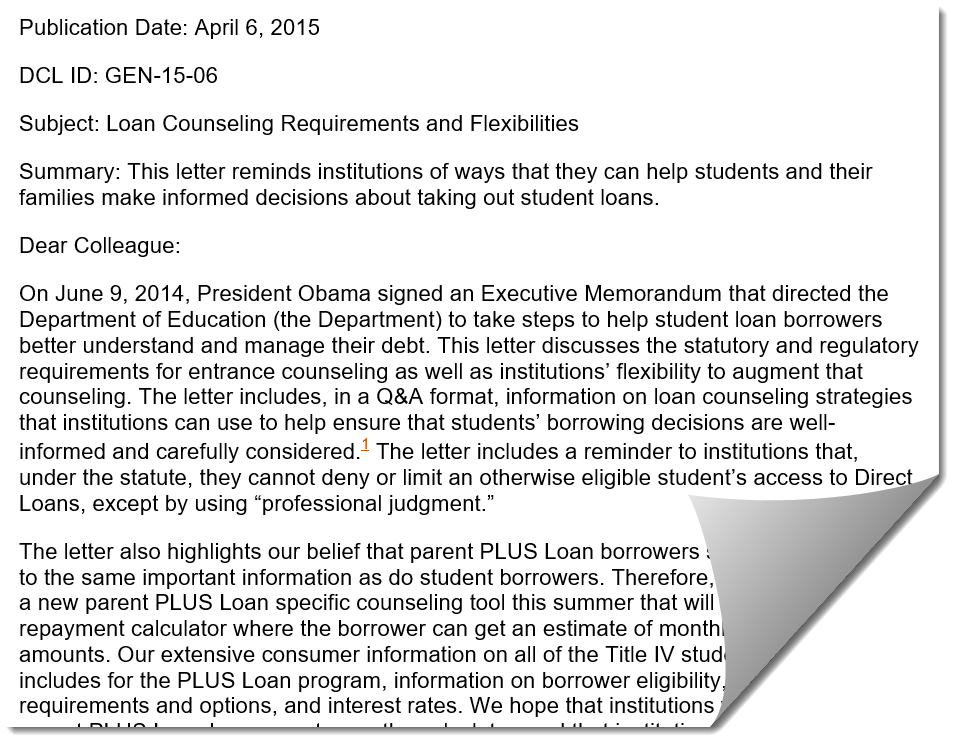 Publication Date: April 6, 2015
DCL ID: GEN-15-06
Subject: Loan Counseling Requirements and Flexibilities
Summary: This letter reminds institutions of ways that they can help students and their
families make informed decisions about taking out student loans.
Dear Colleague:
On June 9, 2014, President Obama signed an Executive Memorandum that directed the
Department of Education (the Department) to take steps to help student loan borrowers
better understand and manage their debt. This letter discusses the statutory and regulatory
requirements for entrance counseling as well as institutions’ flexibility to augment that
counseling. The letter includes, in a Q&A format, information on loan counseling strategies
that institutions can use to help ensure that students’ borrowing decisions are well-
informed and carefully considered.1 The letter includes a reminder to institutions that,
under the statute, they cannot deny or limit an otherwise eligible student’s access to Direct
Loans, except by using “professional judgment.”
The letter also highlights our belief that parent PLUS Loan borrowers
to the same important information as do student borrowers. Therefore,
a new parent PLUS Loan specific counseling tool this summer that will
repayment calculator where the borrower can get an estimate of
amounts. Our extensive consumer information on all of the Title IV
includes for the PLUS Loan program, information on borrower eligibility,
requirements and options, and interest rates. We hope that institutions